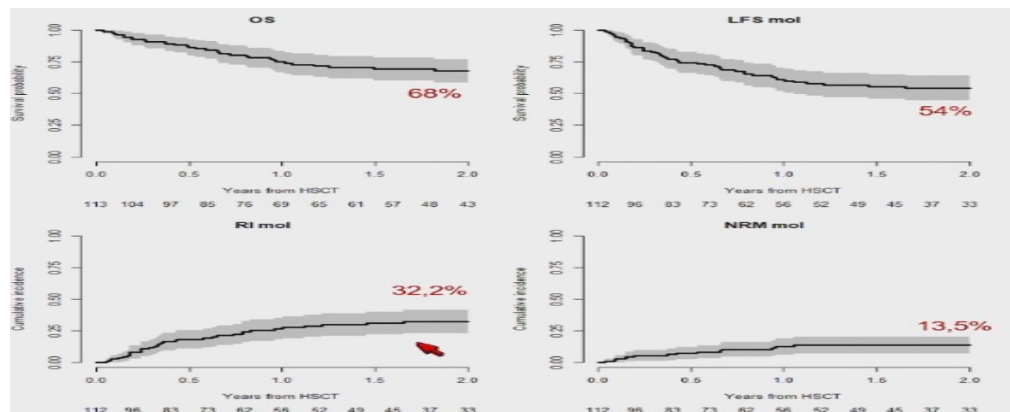 OS
Survival probability
0.00 0.25 0.50 0.75 1.00
68%
0.0 0.5 1.0 1.5 2.0
Years from HSCT
113 104 97 85 76 69 65 61 57 48 43
LFS mol
Survival probability
0.00 0.25 0.50 0.75 1.00
54%
0.0 0.5 1.0 1.5 2.0
Years from HSCT
112 96 83 73 62 56 52 49 45 37 33
RI mol
Cumulative incidence
0.00 0.25 0.50 0.75 1.00
32,2%
0.0 0.5 1.0 1.5 2.0
Years from HSCT
112 96 83 73 62 56 52 49 45 37 33
NRM mol
Cumulative incidence
0.00 0.25 0.50 0.75 1.00
13,5%
0.0 0.5 1.0 1.5 2.0
Years from HSCT
112 96 83 73 62 56 52 49 45 37 33